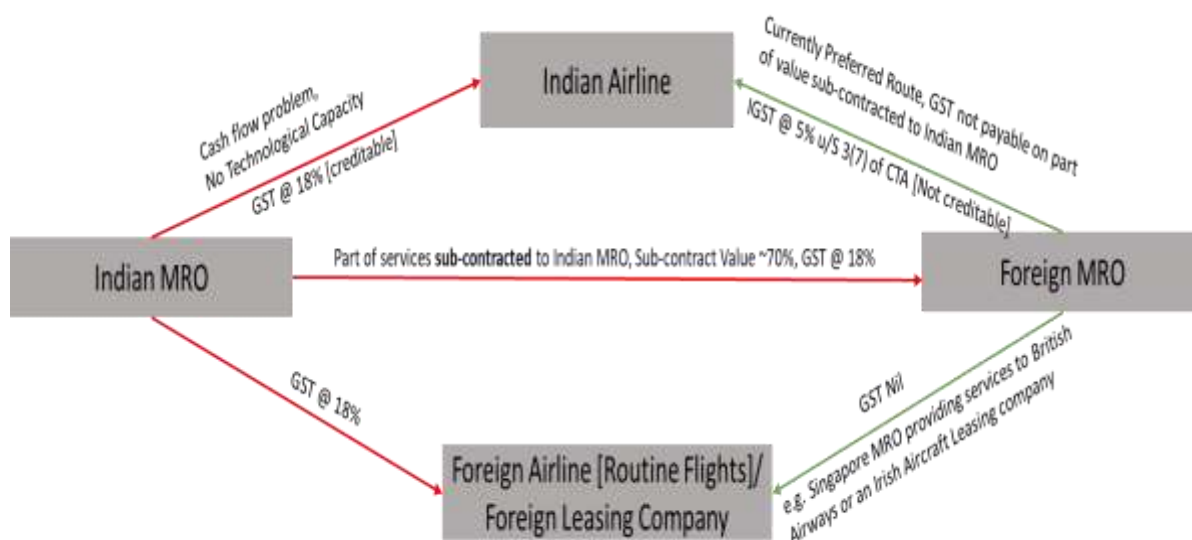 Indian Airline
Cash flow problem,
No Technological Capacity
GST @ 18% [creditable]
Currently Preferred Route, GST not payable on part
of value sub-contracted to Indian MRO
IGST @ 5% u/S 3(7) of CTA [Not creditable]
Indian MRO
Part of services sub-contracted to Indian MRO, Sub-contract Value ~70%, GST @ 18%
Foreign MRO
GST @ 18%
GST Nil
e.g. Singapore MRO providing services to British
Airways or an Irish Aircraft Leasing company
Foreign Airline [Routine Flights]/
Foreign Leasing Company